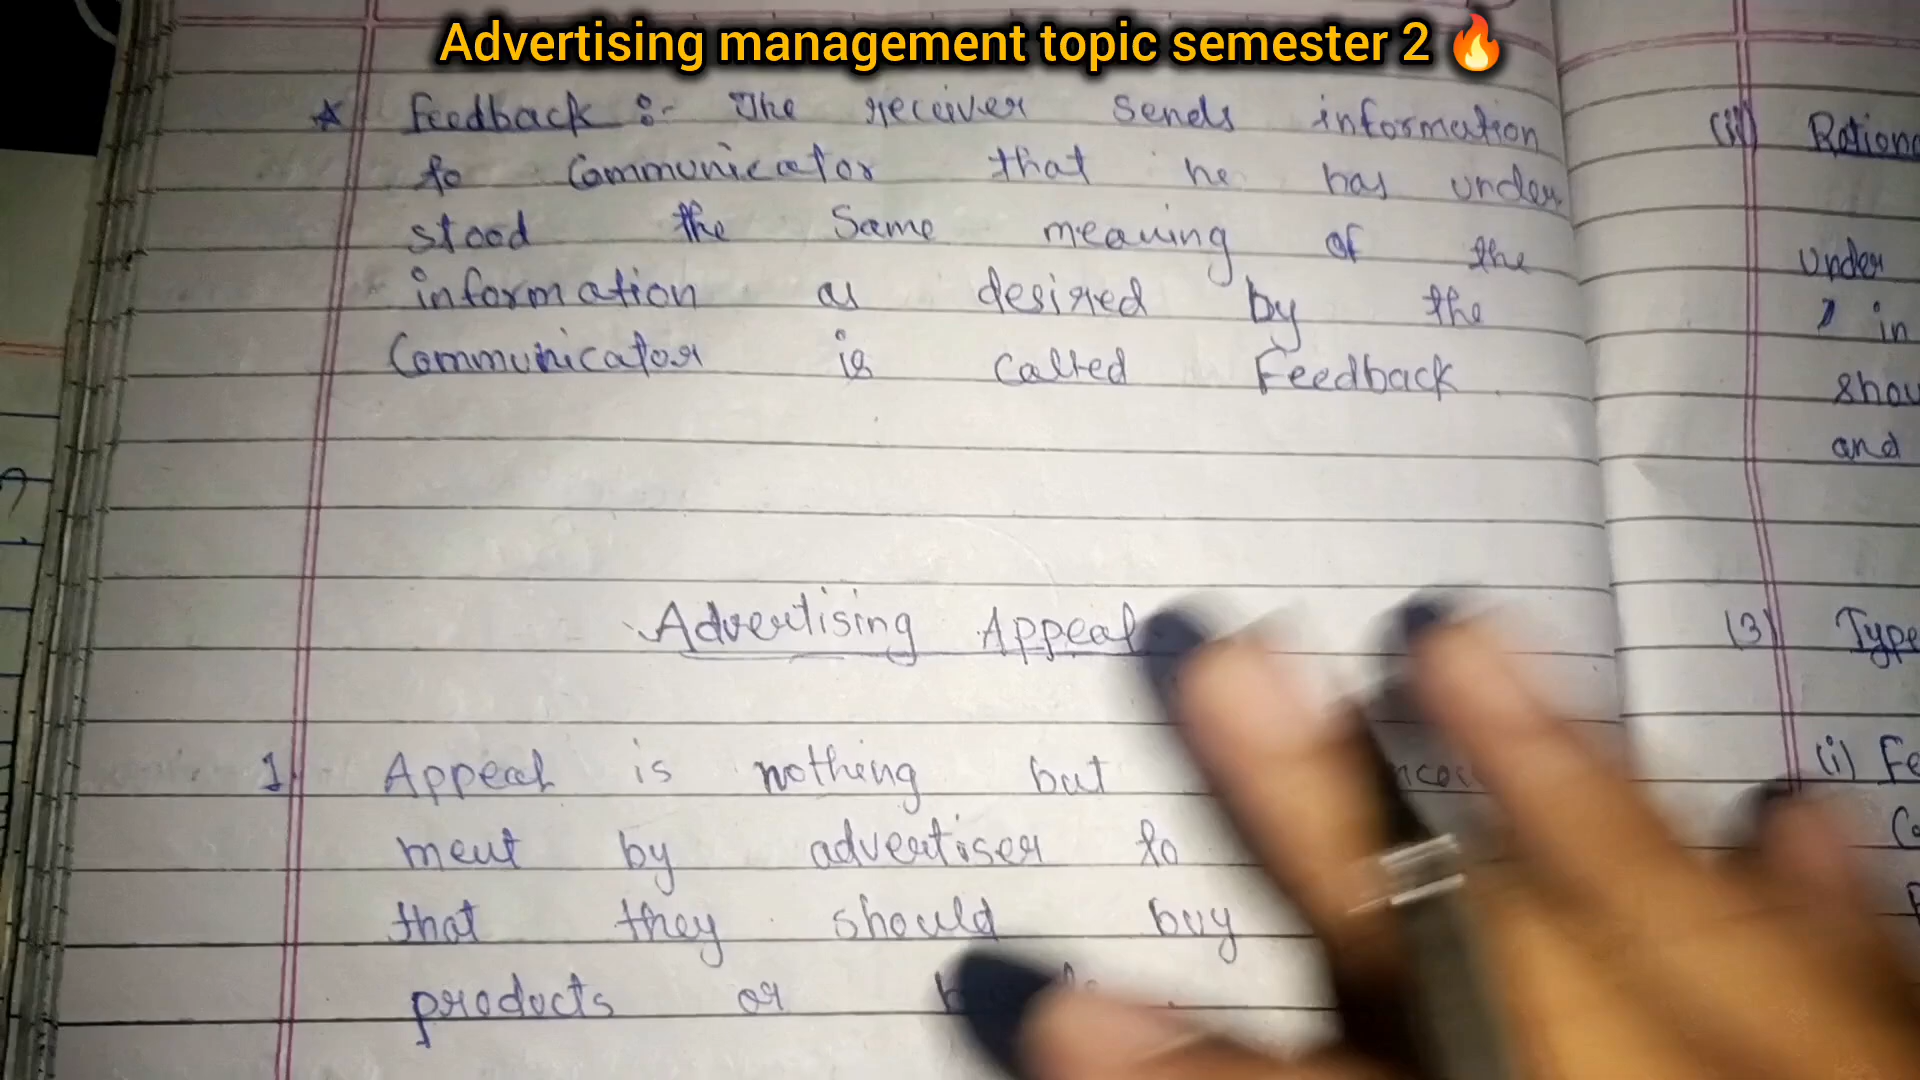 Advertising management topic semester 2 🔥
* Feedback :- The receiver sends information
to Communicator that he has under
stood the Same meaning of the
information as desired by the
Communicator is called Feedback.
Advertising Appeal
1. Appeal is nothing but
ment by advertiser to
that they should buy
products or
(ii)
under
in
and
(3) Type
(i) Fe